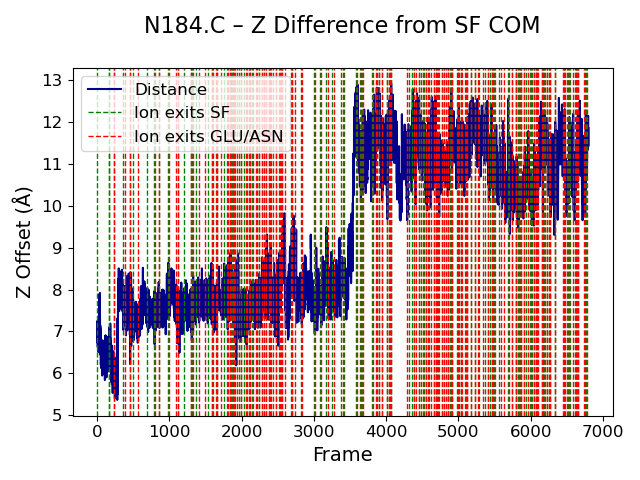 N184.C – Z Difference from SF COM
Distance
Ion exits SF
Ion exits GLU/ASN
13
12
11
10
9
8
7
6
5
Z Offset (Å)
0 1000 2000 3000 4000 5000 6000 7000
Frame